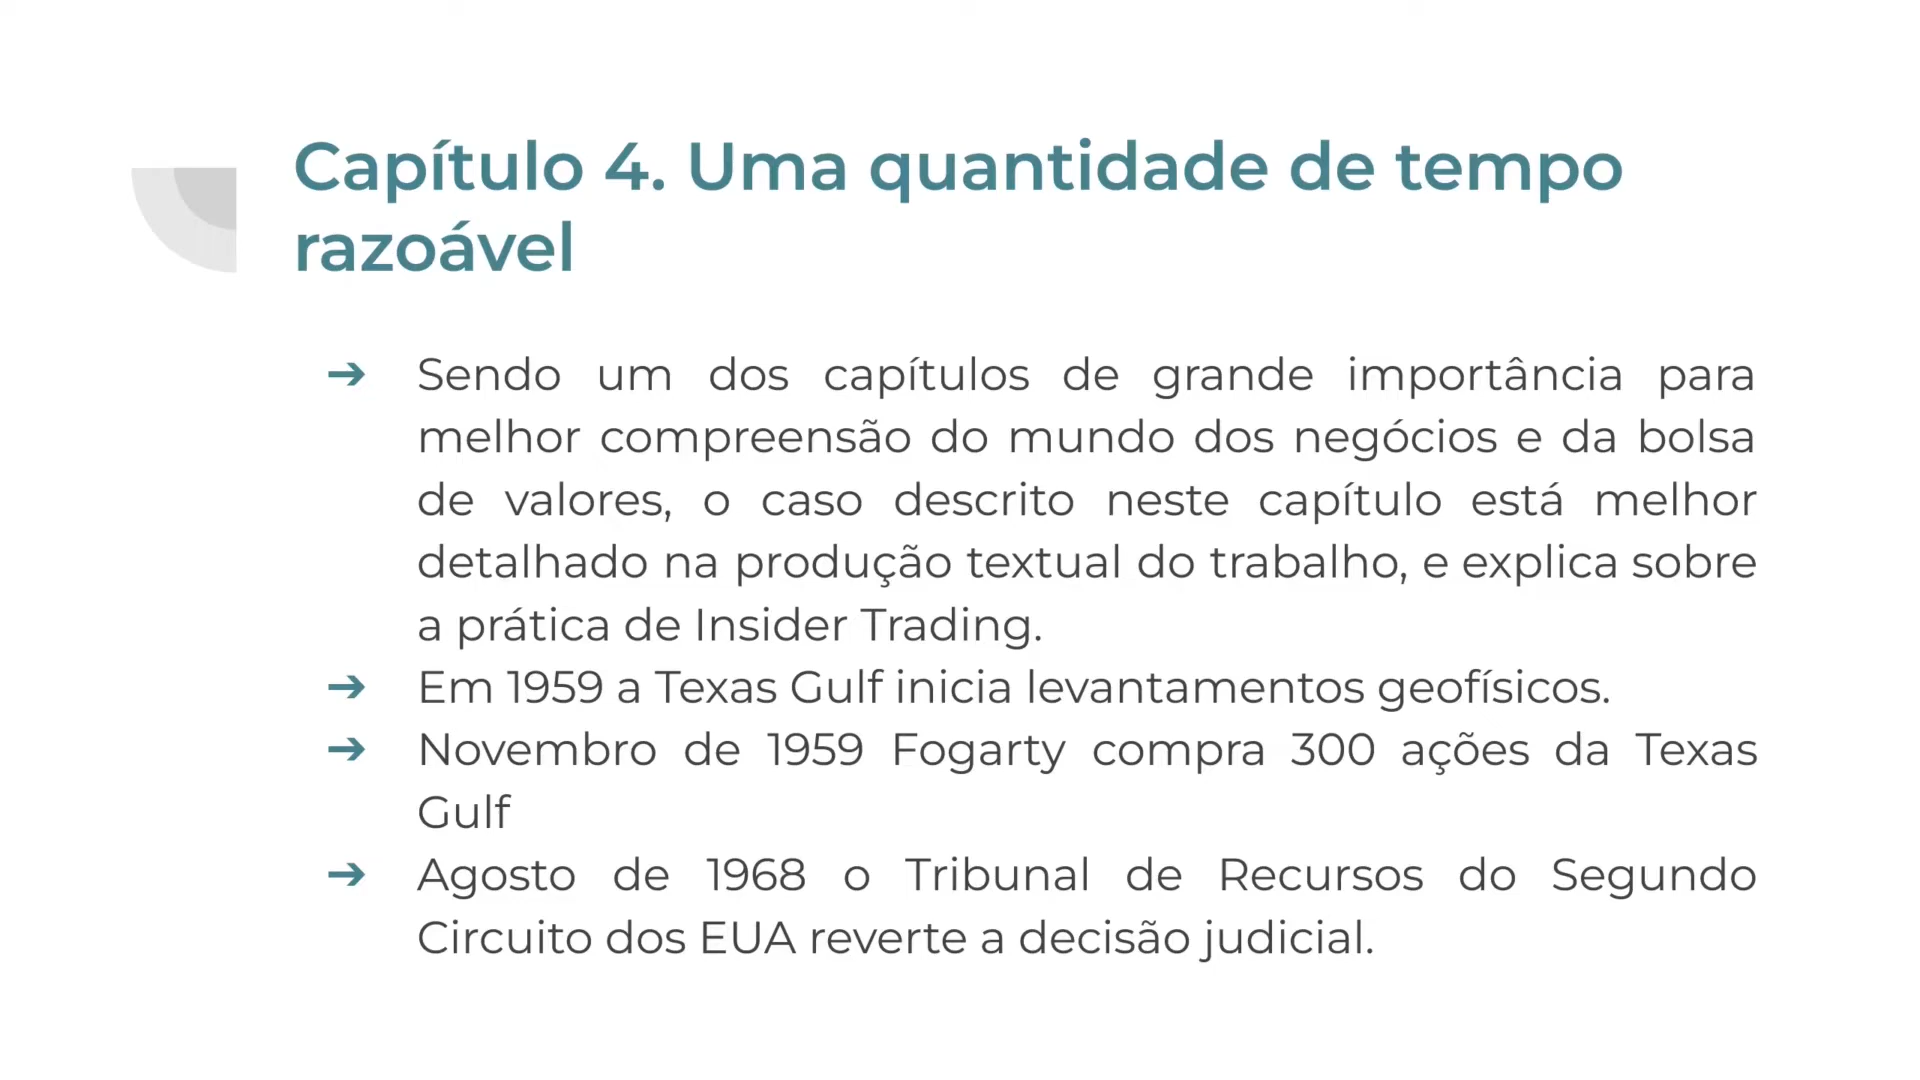 Capítulo 4. Uma quantidade de tempo
razoável
➔ Sendo um dos capítulos de grande importância para
melhor compreensão do mundo dos negócios e da bolsa
de valores, o caso descrito neste capítulo está melhor
detalhado na produção textual do trabalho, e explica sobre
a prática de Insider Trading.
➔ Em 1959 a Texas Gulf inicia levantamentos geofísicos.
➔ Novembro de 1959 Fogarty compra 300 ações da Texas
Gulf
➔ Agosto de 1968 o Tribunal de Recursos do Segundo
Circuito dos EUA reverte a decisão judicial.